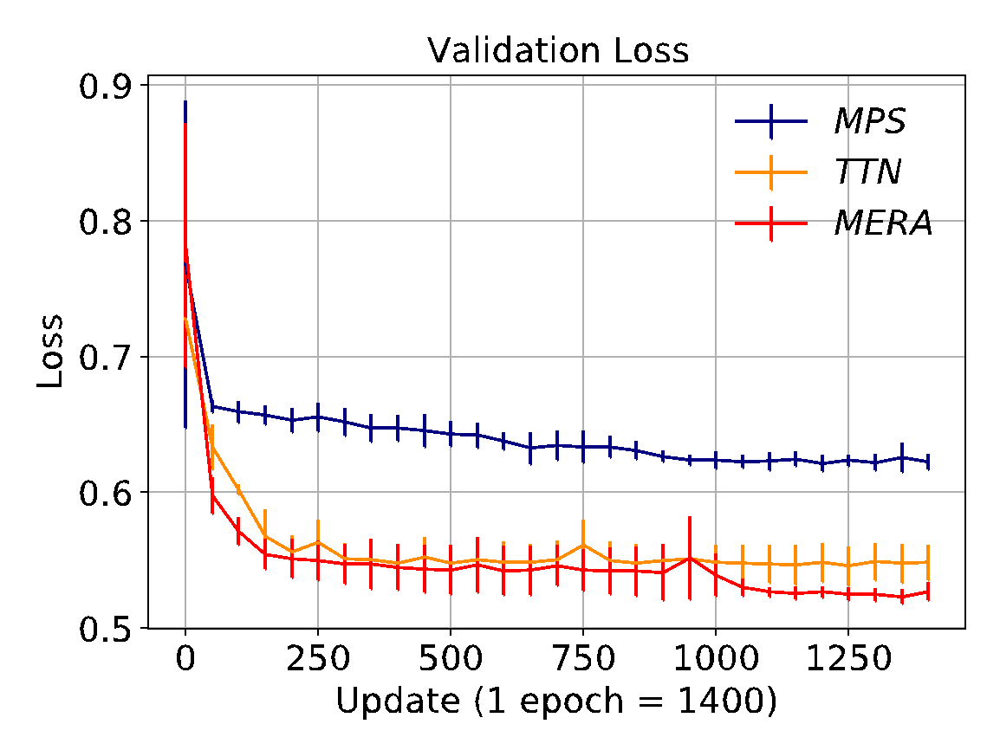 Validation Loss
0.9
0.8
0.7
0.6
0.5
Loss
MPS
TTN
MERA
0 250 500 750 1000 1250
Update (1 epoch = 1400)